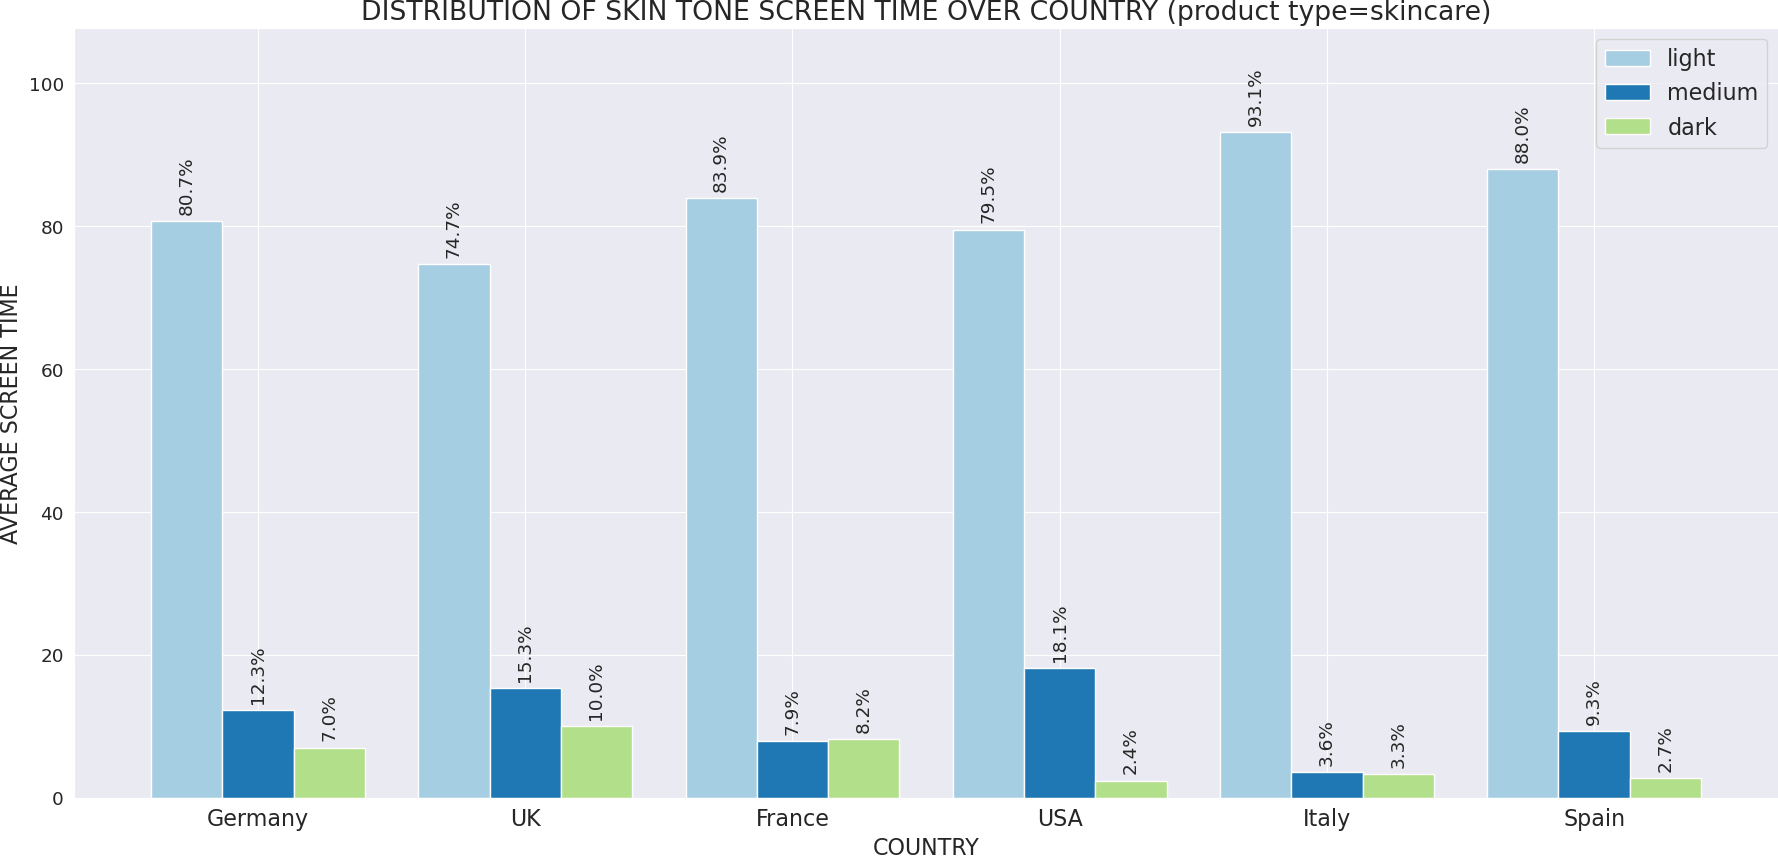 DISTRIBUTION OF SKIN TONE SCREEN TIME OVER COUNTRY (product type=skincare)
light
medium
dark
AVERAGE SCREEN TIME
100
80
60
40
20
0
80.7%
12.3%
7.0%
74.7%
15.3%
10.0%
83.9%
7.9%
8.2%
79.5%
18.1%
2.4%
93.1%
3.6%
3.3%
88.0%
9.3%
2.7%
Germany
UK
France
USA
Italy
Spain
COUNTRY